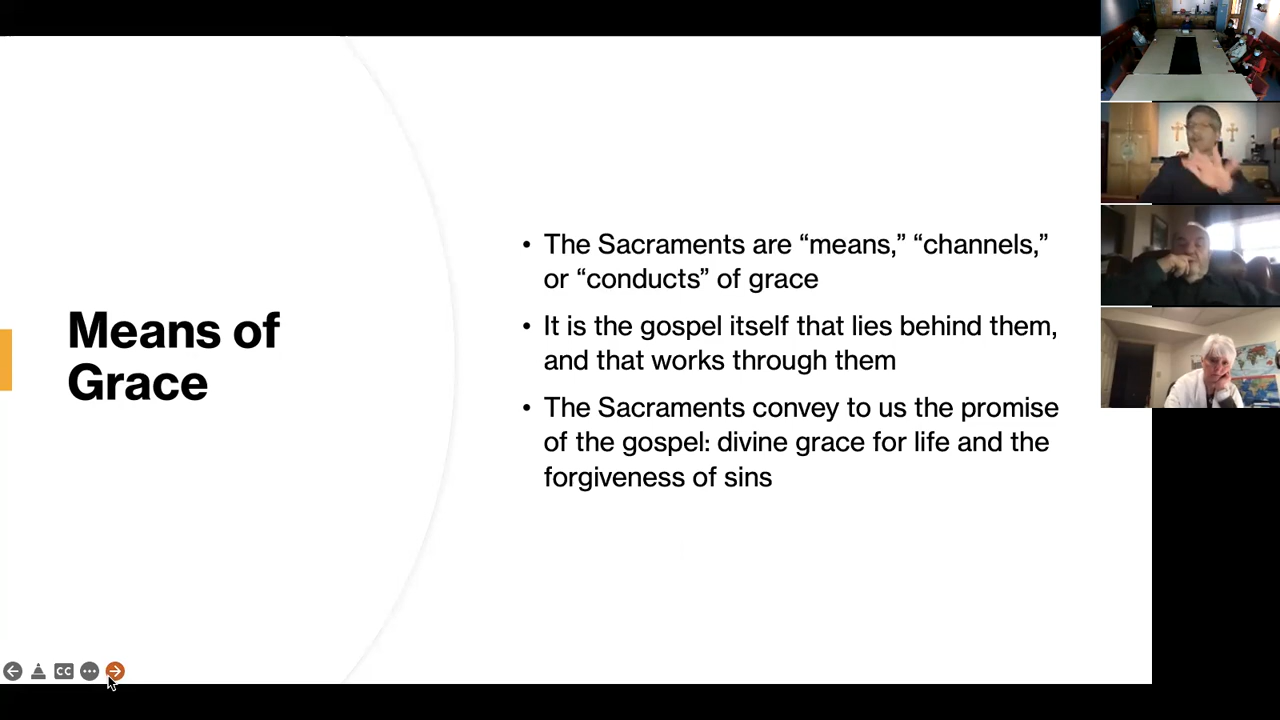 Means of
Grace
• The Sacraments are “means,” “channels,”
or “conducts” of grace
• It is the gospel itself that lies behind them,
and that works through them
• The Sacraments convey to us the promise
of the gospel: divine grace for life and the
forgiveness of sins
CC